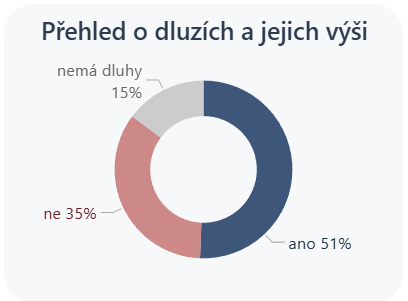 Přehled o dluzích a jejich výši
nemá dluhy
15%
ne 35%
ano 51%